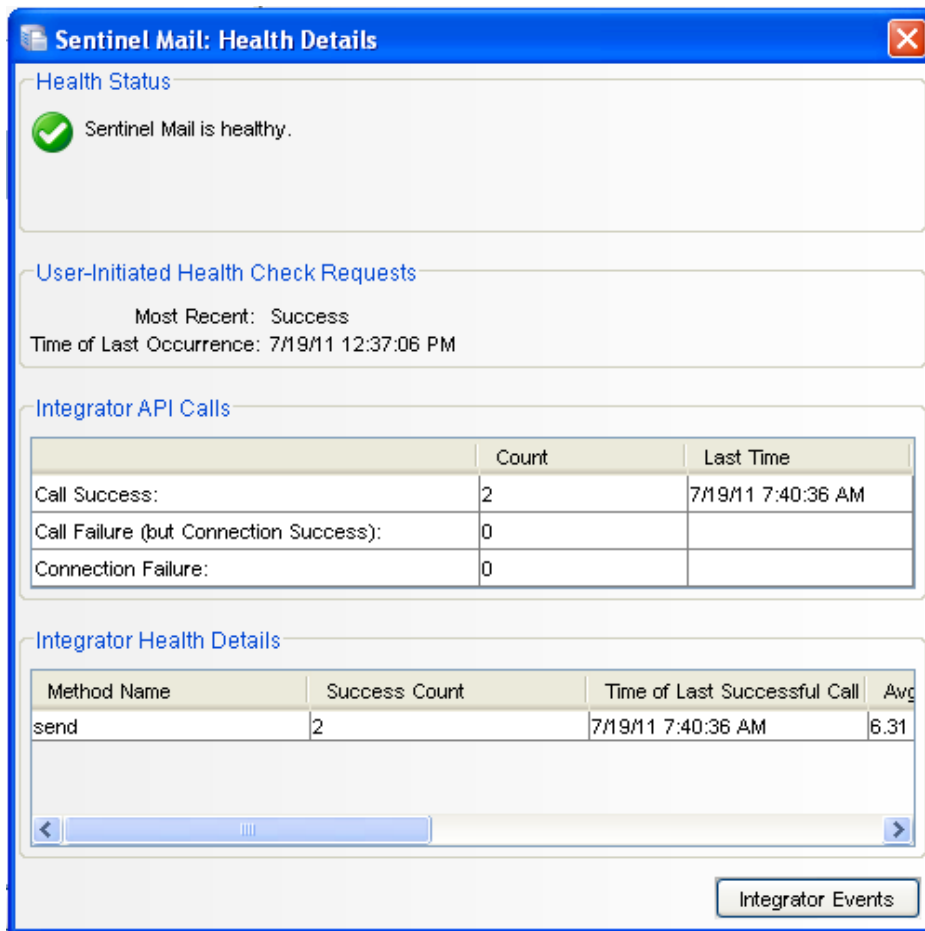 Sentinel Mail: Health Details
Health Status
Sentinel Mail is healthy.
User-Initiated Health Check Requests
Most Recent: Success
Time of Last Occurrence: 7/19/11 12:37:06 PM
Integrator API Calls
Count Last Time
Call Success: 2 7/19/11 7:40:36 AM
Call Failure (but Connection Success): 0
Connection Failure: 0
Integrator Health Details
Method Name Success Count Time of Last Successful Call Avg
send 2 7/19/11 7:40:36 AM 6.31
Integrator Events